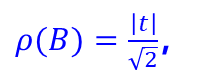 ρ(B) = |t|/√2,